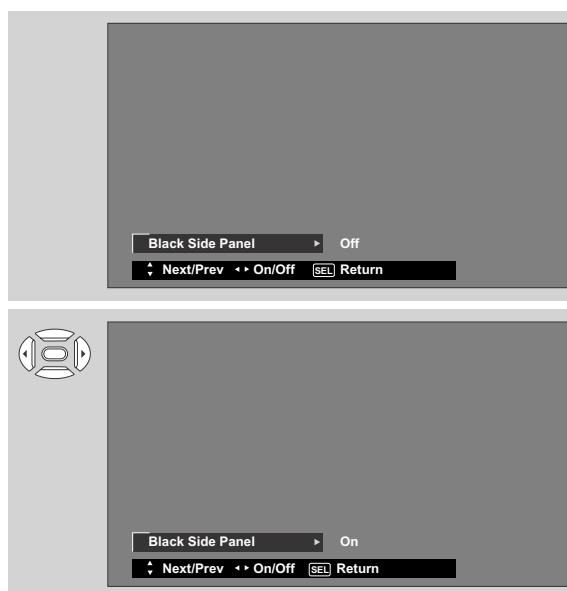 Black Side Panel ▸ Off
Next/Prev ◂ ▸ On/Off SEL Return
Black Side Panel ▸ On
Next/Prev ◂ ▸ On/Off SEL Return